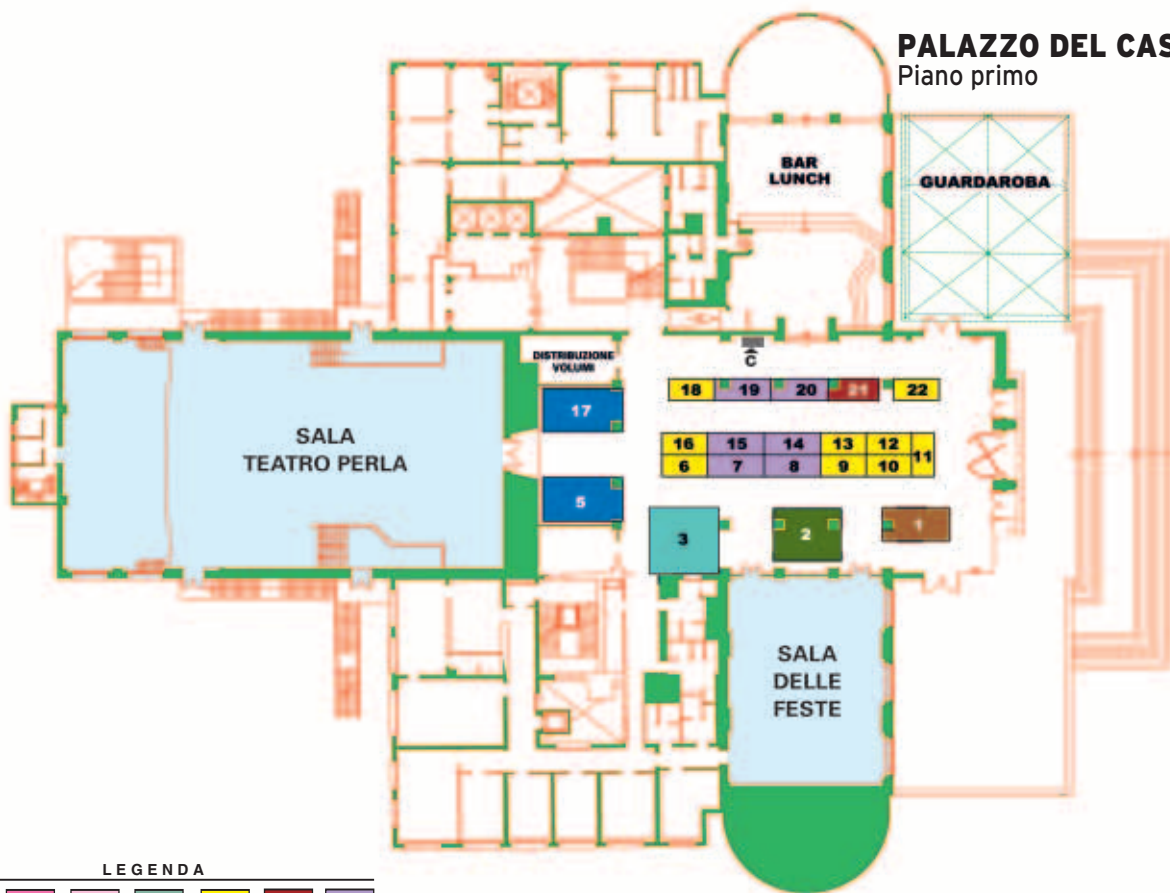 PALAZZO DEL CAS
Piano primo
BAR
LUNCH
GUARDAROBA
DISTRIBUZIONE
VOLUMI
C
17
18
19
20
21
22
SALA
TEATRO PERLA
16
15
14
13
12
11
6
7
8
9
10
5
3
2
1
SALA
DELLE
FESTE
LEGENDA